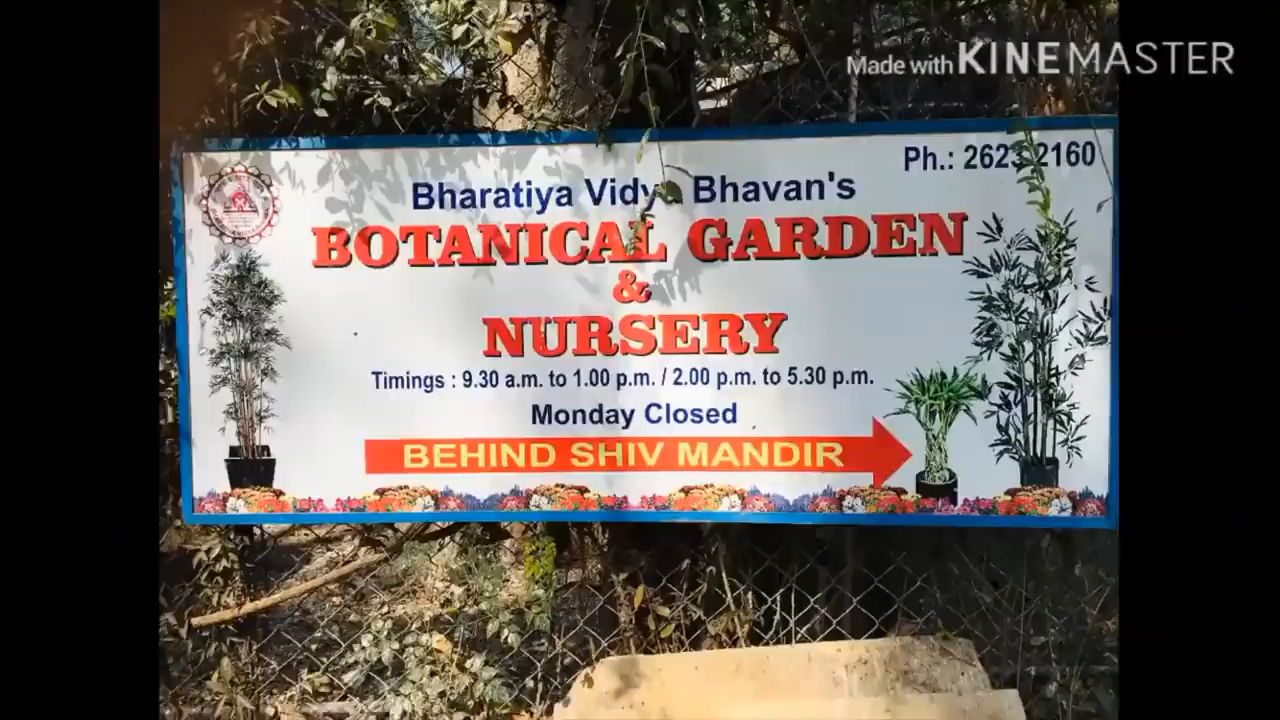 Made with KINEMASTER
Ph.: 2623 2160
Bharatiya Vidya Bhavan's
BOTANICAL GARDEN
&
NURSERY
Timings : 9.30 a.m. to 1.00 p.m. / 2.00 p.m. to 5.30 p.m.
Monday Closed
BEHIND SHIV MANDIR